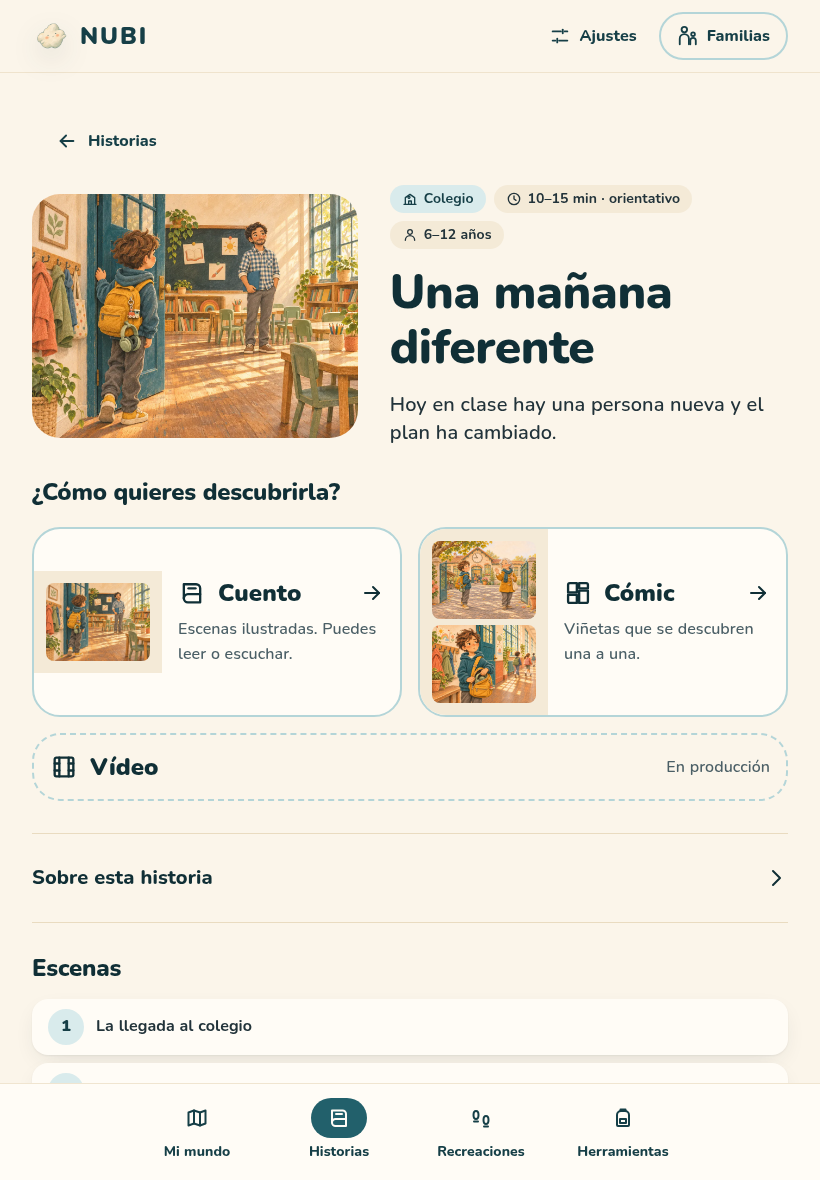 NUBI
Ajustes
Familias
Historias
Colegio
10–15 min · orientativo
6–12 años
Una mañana
diferente
Hoy en clase hay una persona nueva y el
plan ha cambiado.
¿Cómo quieres descubrirla?
Cuento
Escenas ilustradas. Puedes
leer o escuchar.
Cómic
Viñetas que se descubren
una a una.
Vídeo
En producción
Sobre esta historia
Escenas
1
La llegada al colegio
Mi mundo
Historias
Recreaciones
Herramientas